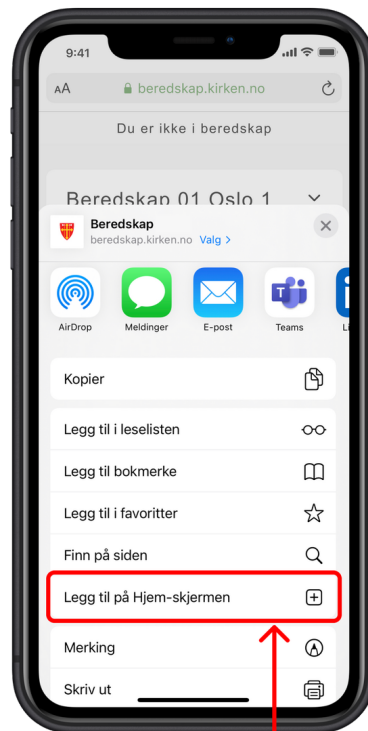 9:41
AA beredskap.kirken.no
Du er ikke i beredskap
Beredskap 01 Oslo 1
Beredskap
beredskap.kirken.no Valg >
AirDrop Meldinger E-post Teams Li
Kopier
Legg til i leselisten
Legg til bokmerke
Legg til i favoritter
Finn på siden
Legg til på Hjem-skjermen
Merking
Skriv ut